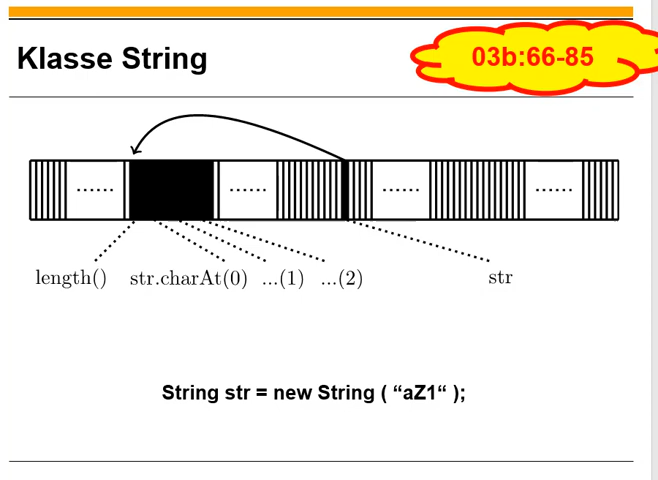 Klasse String
03b:66-85
...... ...... ...... ......
length() str.charAt(0) ...(1) ...(2) str
String str = new String ( “aZ1“ );